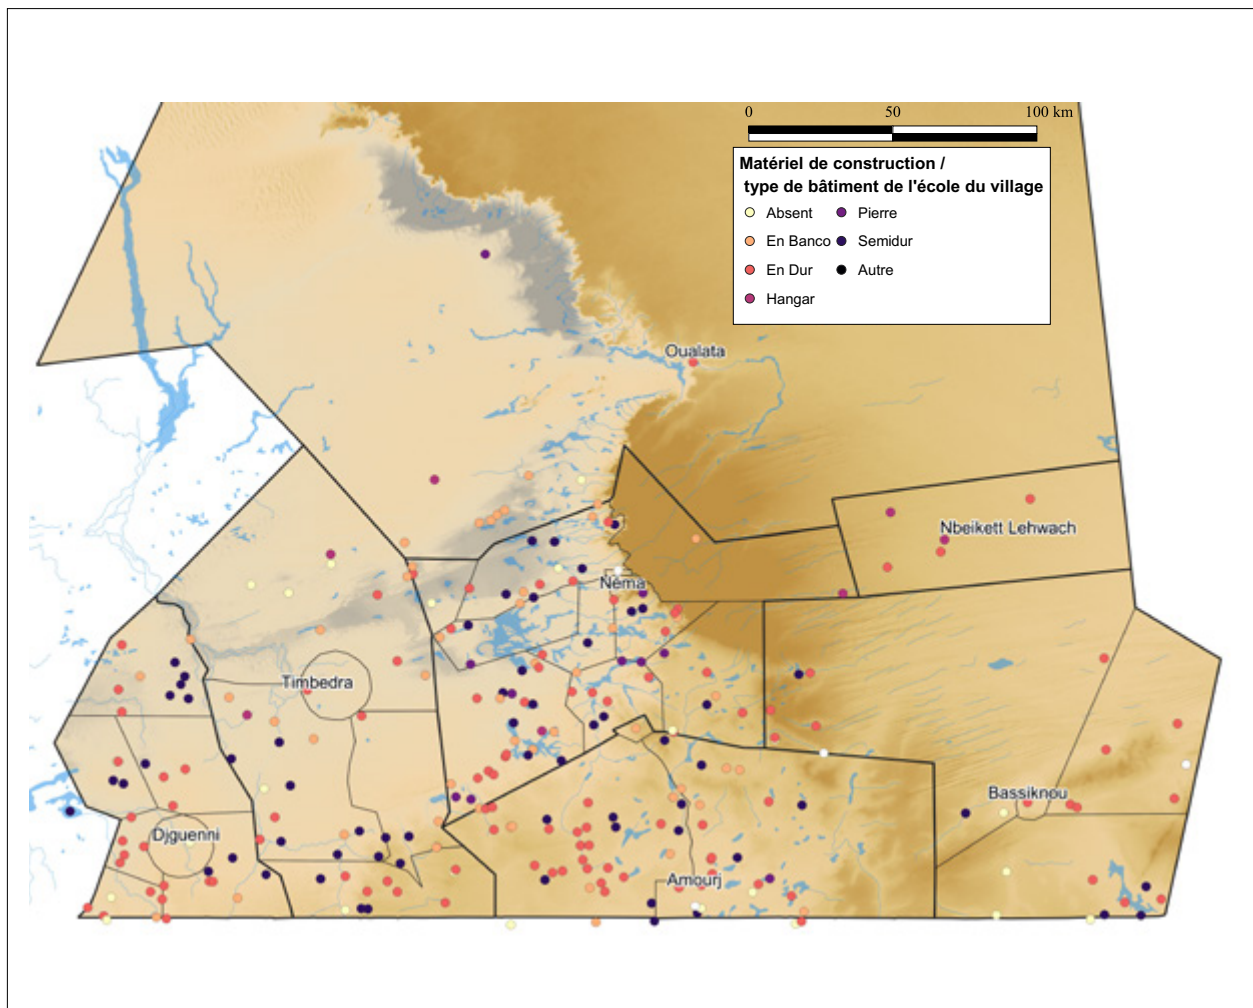 0 50 100 km
Matériel de construction /
type de bâtiment de l'école du village
Absent Pierre
En Banco Semidur
En Dur Autre
Hangar
Oualata
Nbeikett Lehwach
Néma
Timbedra
Bassiknou
Djguenni
Amourj